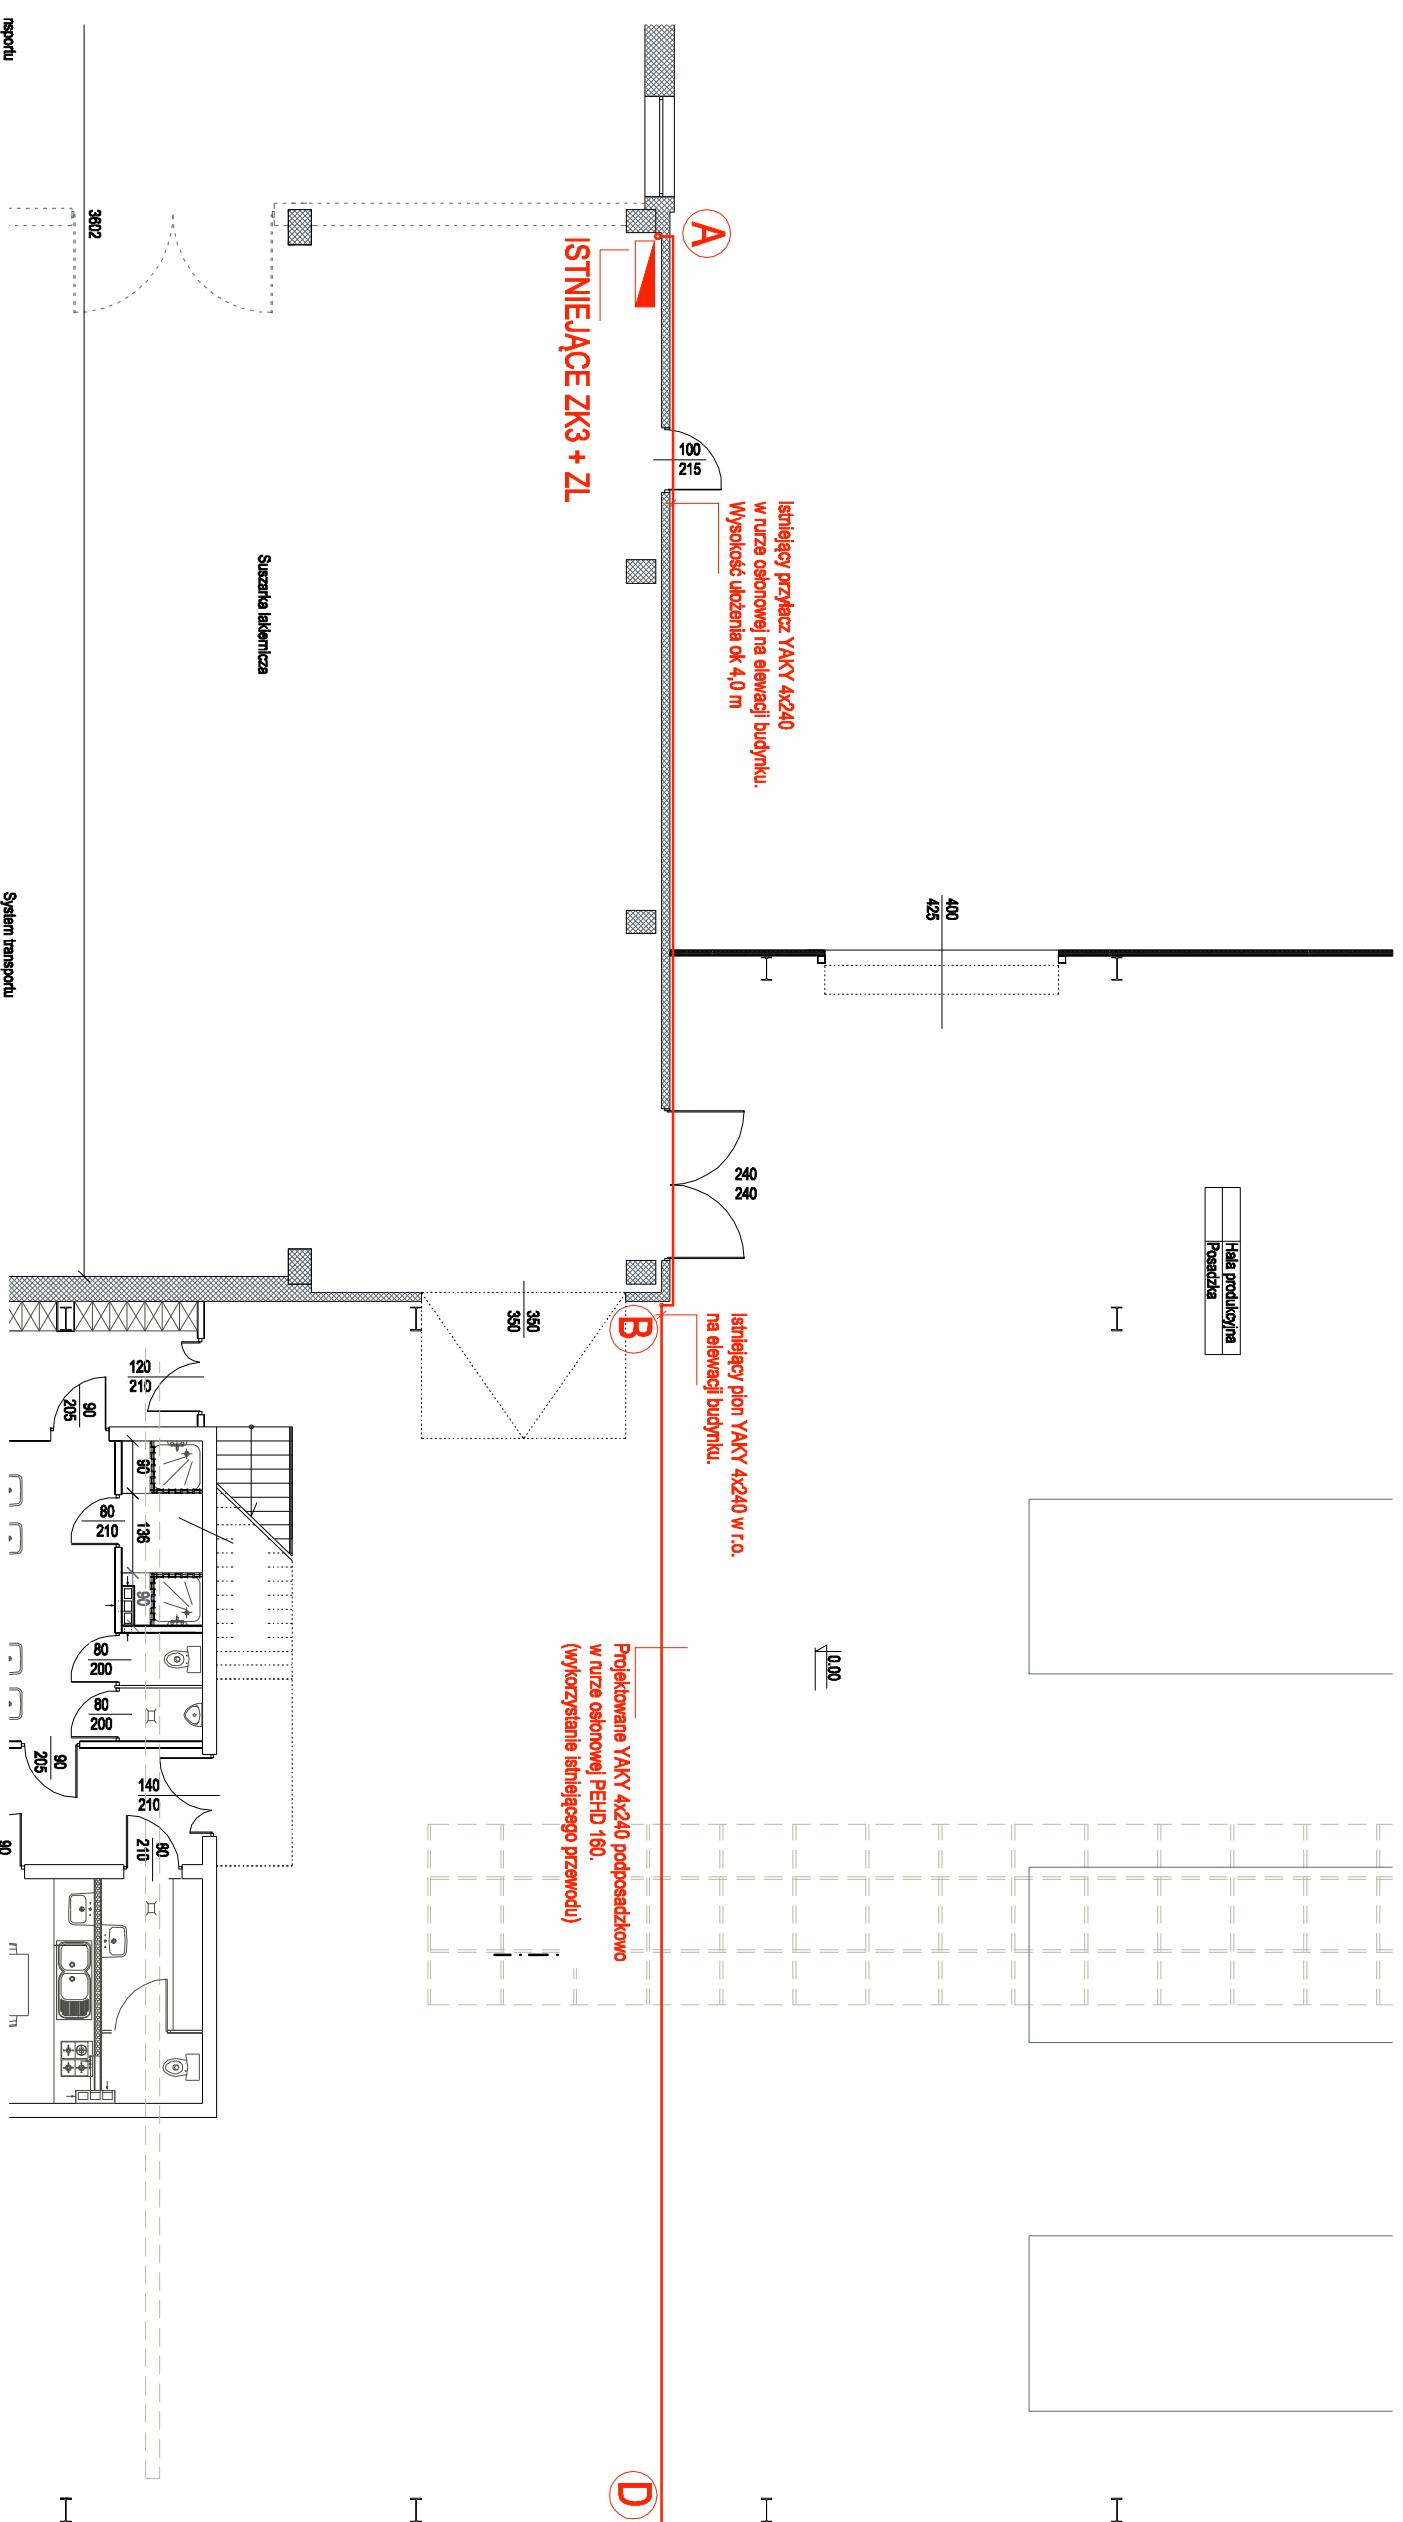 nsportu
3602
A
ISTNIEJĄCE ZK3 + ZL
100
215
Istniejący przyłacz YAKY 4x240
w rurze osłonowej na elewacji budynku.
Wysokość ułożenia ok 4,0 m
Suszarka lakiernicza
System transportu
400
425
240
240
Hala produkcyjna
Posadzka
350
350
B
Istniejący pion YAKY 4x240 w r.o.
na elewacji budynku.
120
210
90
205
90
80
210
136
90
80
200
80
200
90
205
140
210
80
210
90
0.00
Projektowane YAKY 4x240 podposadzkowo
w rurze osłonowej PEHD 160.
(wykorzystanie istniejącego przewodu)
D